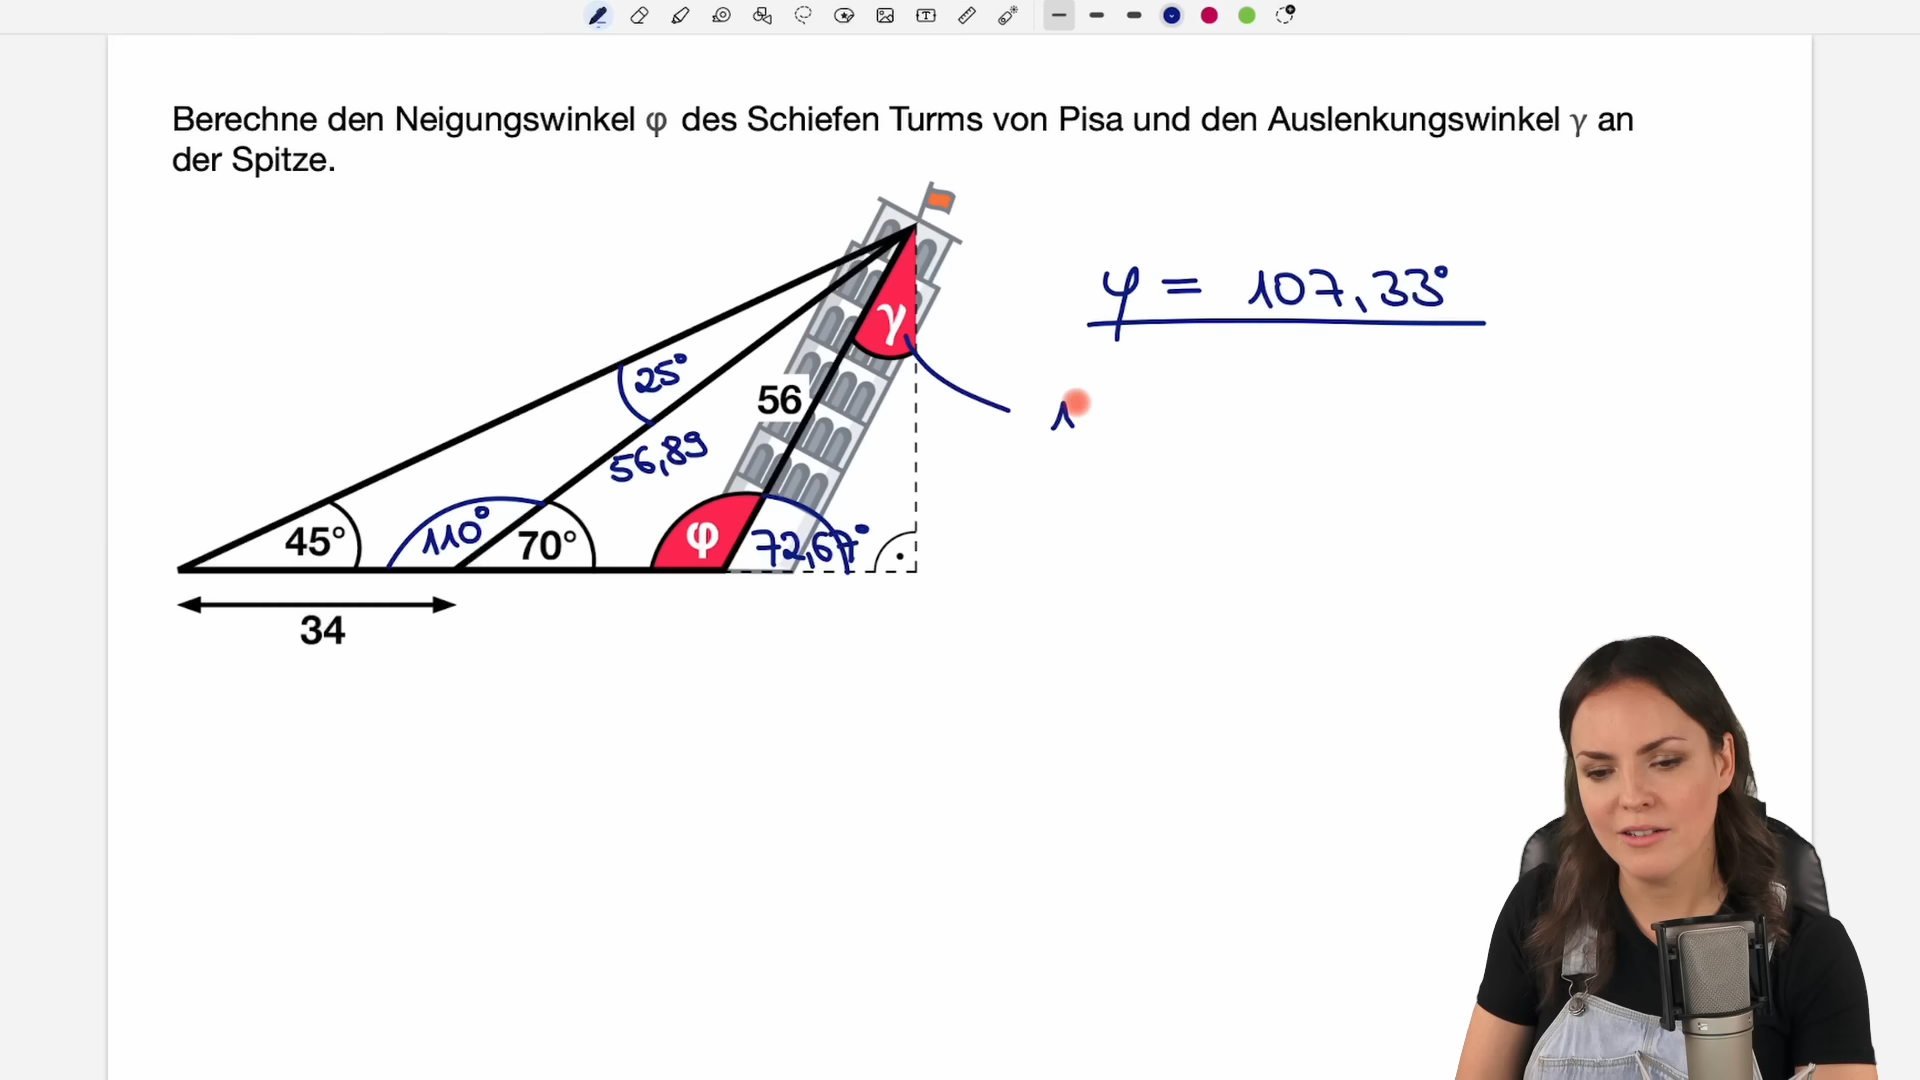 Berechne den Neigungswinkel φ des Schiefen Turms von Pisa und den Auslenkungswinkel γ an
der Spitze.
φ = 107,33°
γ
25°
56
1
56,89
45°
110°
70°
φ
72,67°
34